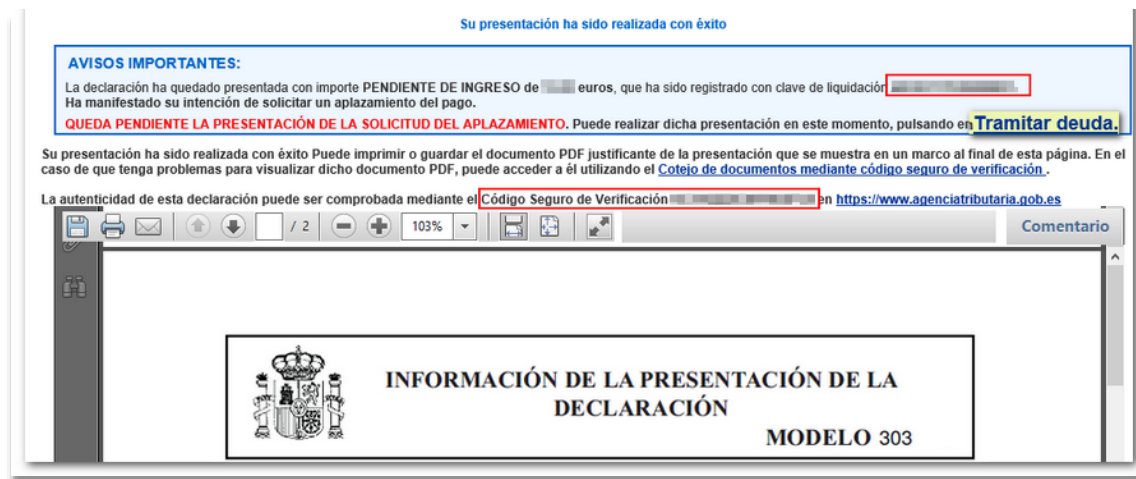 Su presentación ha sido realizada con éxito
AVISOS IMPORTANTES:
La declaración ha quedado presentada con importe PENDIENTE DE INGRESO de euros, que ha sido registrado con clave de liquidación
Ha manifestado su intención de solicitar un aplazamiento del pago.
QUEDA PENDIENTE LA PRESENTACIÓN DE LA SOLICITUD DEL APLAZAMIENTO. Puede realizar dicha presentación en este momento, pulsando en Tramitar deuda.
Su presentación ha sido realizada con éxito Puede imprimir o guardar el documento PDF justificante de la presentación que se muestra en un marco al final de esta página. En el
caso de que tenga problemas para visualizar dicho documento PDF, puede acceder a él utilizando el Cotejo de documentos mediante código seguro de verificación .
La autenticidad de esta declaración puede ser comprobada mediante el Código Seguro de Verificación en https://www.agenciatributaria.gob.es
/ 2 103% Comentario
INFORMACIÓN DE LA PRESENTACIÓN DE LA
DECLARACIÓN
MODELO 303